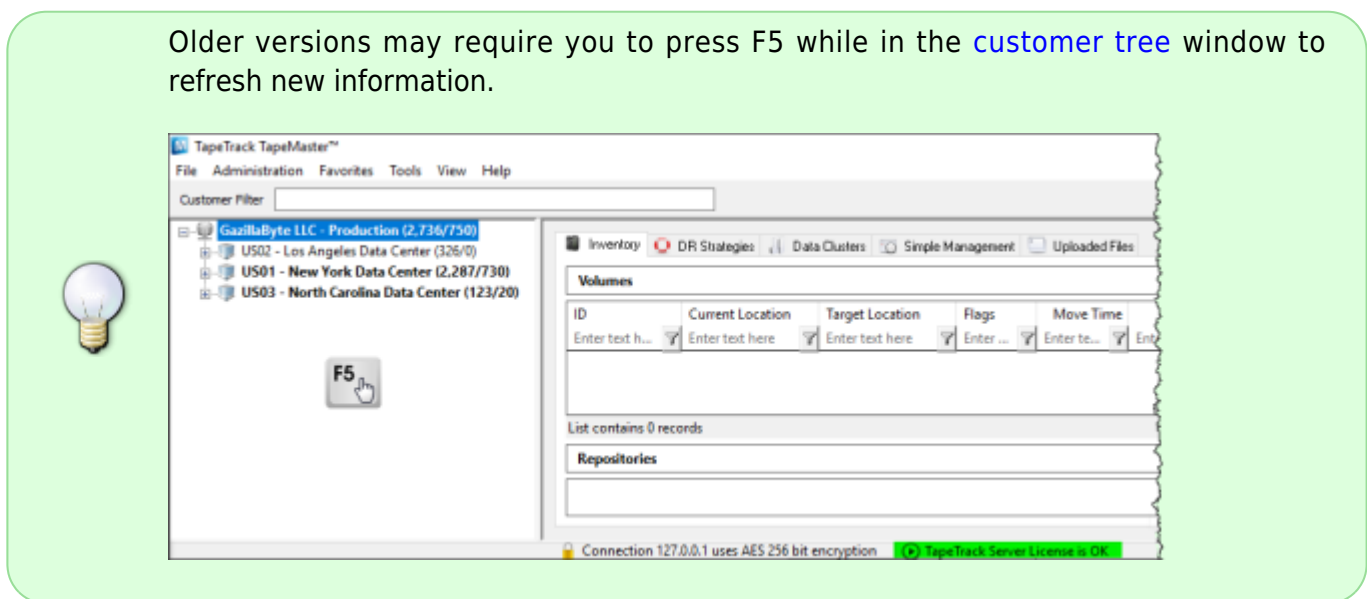 Older versions may require you to press F5 while in the customer tree window to
refresh new information.
TapeTrack TapeMaster™
File Administration Favorites Tools View Help
Customer Filter
GazillaByte LLC - Production (2,736/750)
US02 - Los Angeles Data Center (326/0)
US01 - New York Data Center (2,287/730)
US03 - North Carolina Data Center (123/20)
F5
Inventory DR Strategies Data Clusters Simple Management Uploaded Files
Volumes
ID Current Location Target Location Flags Move Time
Enter text h... Enter text here Enter text here Enter ... Enter te... Ent
List contains 0 records
Repositories
Connection 127.0.0.1 uses AES 256 bit encryption TapeTrack Server License is OK